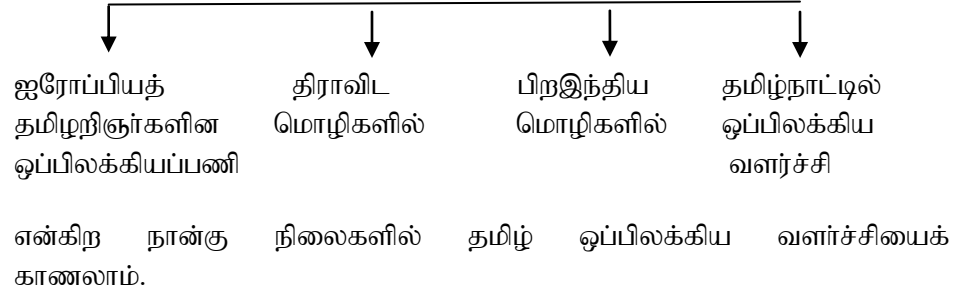 ஐரோப்பியத் திராவிட பிறஇந்திய தமிழ்நாட்டில்
தமிழறிஞர்களின மொழிகளில் மொழிகளில் ஒப்பிலக்கிய
ஒப்பிலக்கியப்பணி வளர்ச்சி
என்கிற நான்கு நிலைகளில் தமிழ் ஒப்பிலக்கிய வளர்ச்சியைக்
காணலாம்.